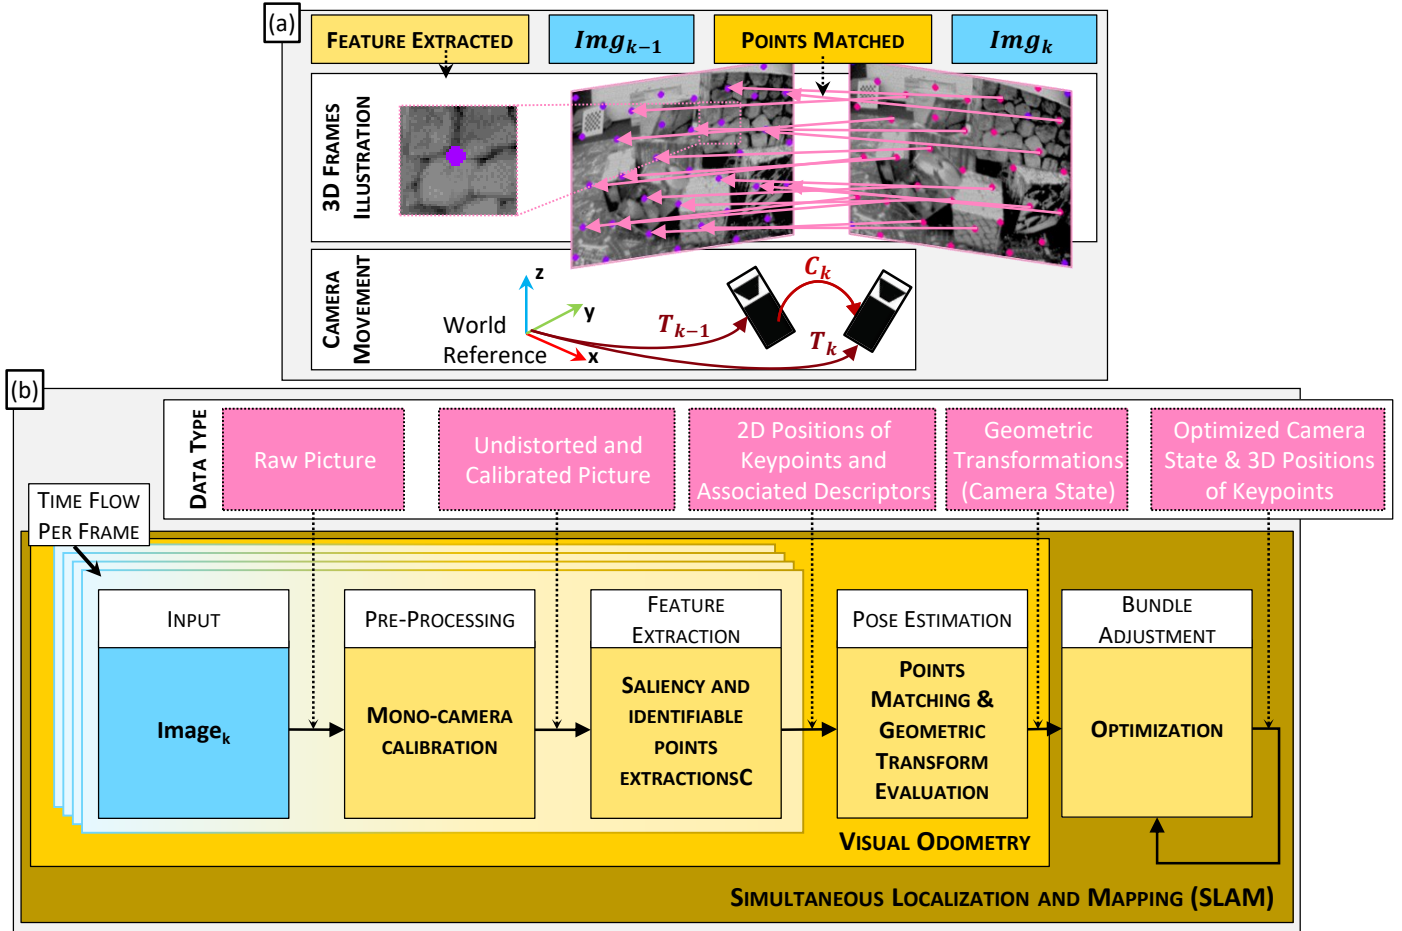 (a)
FEATURE EXTRACTED
Img_{k-1}
POINTS MATCHED
Img_k
3D FRAMES
ILLUSTRATION
CAMERA
MOVEMENT
z
y
x
World
Reference
T_{k-1}
C_k
T_k
(b)
DATA TYPE
Raw Picture
Undistorted and
Calibrated Picture
2D Positions of
Keypoints and
Associated Descriptors
Geometric
Transformations
(Camera State)
Optimized Camera
State & 3D Positions
of Keypoints
TIME FLOW
PER FRAME
INPUT
Image_k
PRE-PROCESSING
MONO-CAMERA
CALIBRATION
FEATURE
EXTRACTION
SALIENCY AND
IDENTIFIABLE
POINTS
EXTRACTIONSC
POSE ESTIMATION
POINTS
MATCHING &
GEOMETRIC
TRANSFORM
EVALUATION
BUNDLE
ADJUSTMENT
OPTIMIZATION
VISUAL ODOMETRY
SIMULTANEOUS LOCALIZATION AND MAPPING (SLAM)